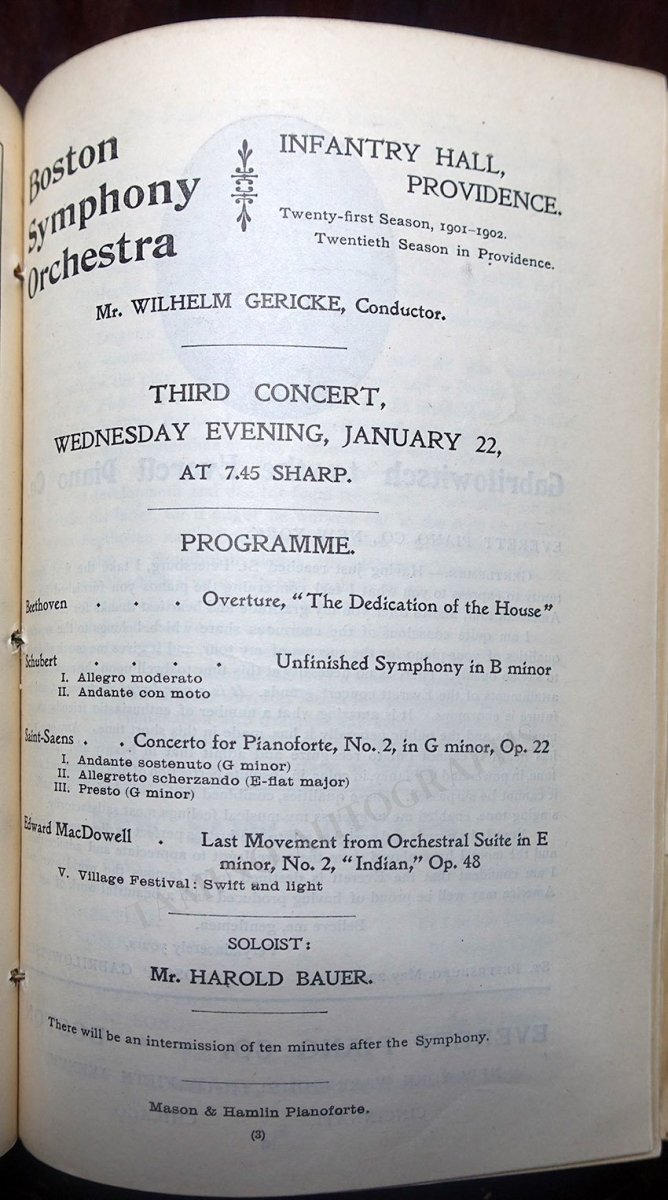 Boston
Symphony
Orchestra
INFANTRY HALL,
PROVIDENCE.
Twenty-first Season, 1901-1902.
Twentieth Season in Providence.
Mr. WILHELM GERICKE, Conductor.
THIRD CONCERT,
WEDNESDAY EVENING, JANUARY 22,
AT 7.45 SHARP.
PROGRAMME.
Beethoven . . . Overture, "The Dedication of the House"
Schubert . . . . Unfinished Symphony in B minor
I. Allegro moderato
II. Andante con moto
Saint-Saens . . Concerto for Pianoforte, No. 2, in G minor, Op. 22
I. Andante sostenuto (G minor)
II. Allegretto scherzando (E-flat major)
III. Presto (G minor)
Edward MacDowell . Last Movement from Orchestral Suite in E
minor, No. 2, "Indian," Op. 48
V. Village Festival: Swift and light
SOLOIST:
Mr. HAROLD BAUER.
There will be an intermission of ten minutes after the Symphony.
Mason & Hamlin Pianoforte.
(3)
TAMINO AUTOGRAPHS